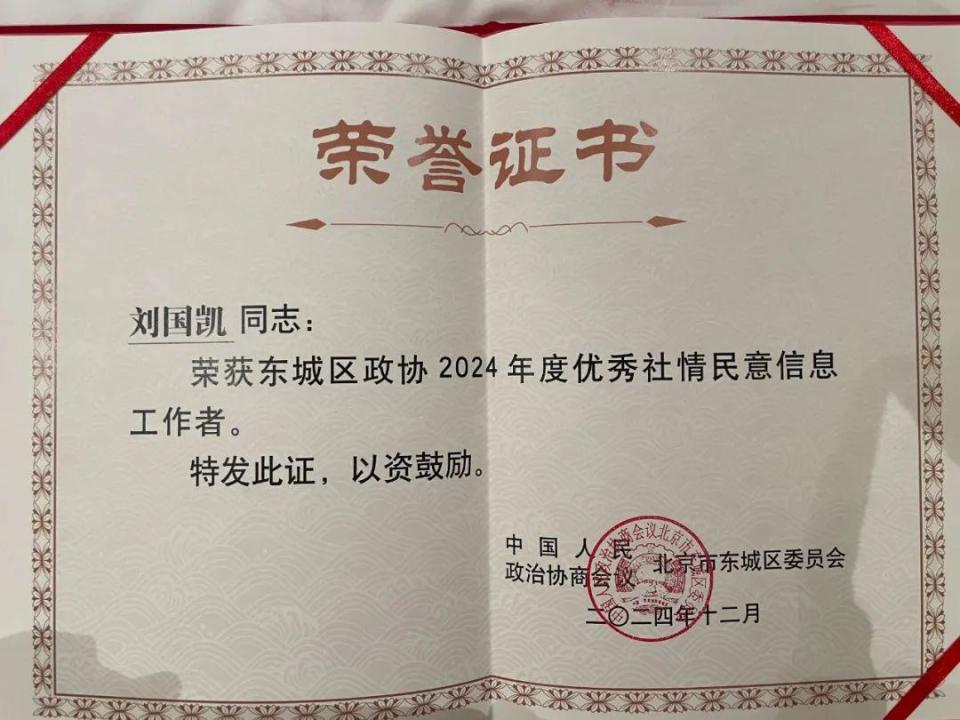 荣誉证书
刘国凯 同志：
荣获东城区政协 2024 年度优秀社情民意信息
工作者。
特发此证，以资鼓励。
中国人民
政治协商会议 北京市东城区委员会
二〇二四年十二月